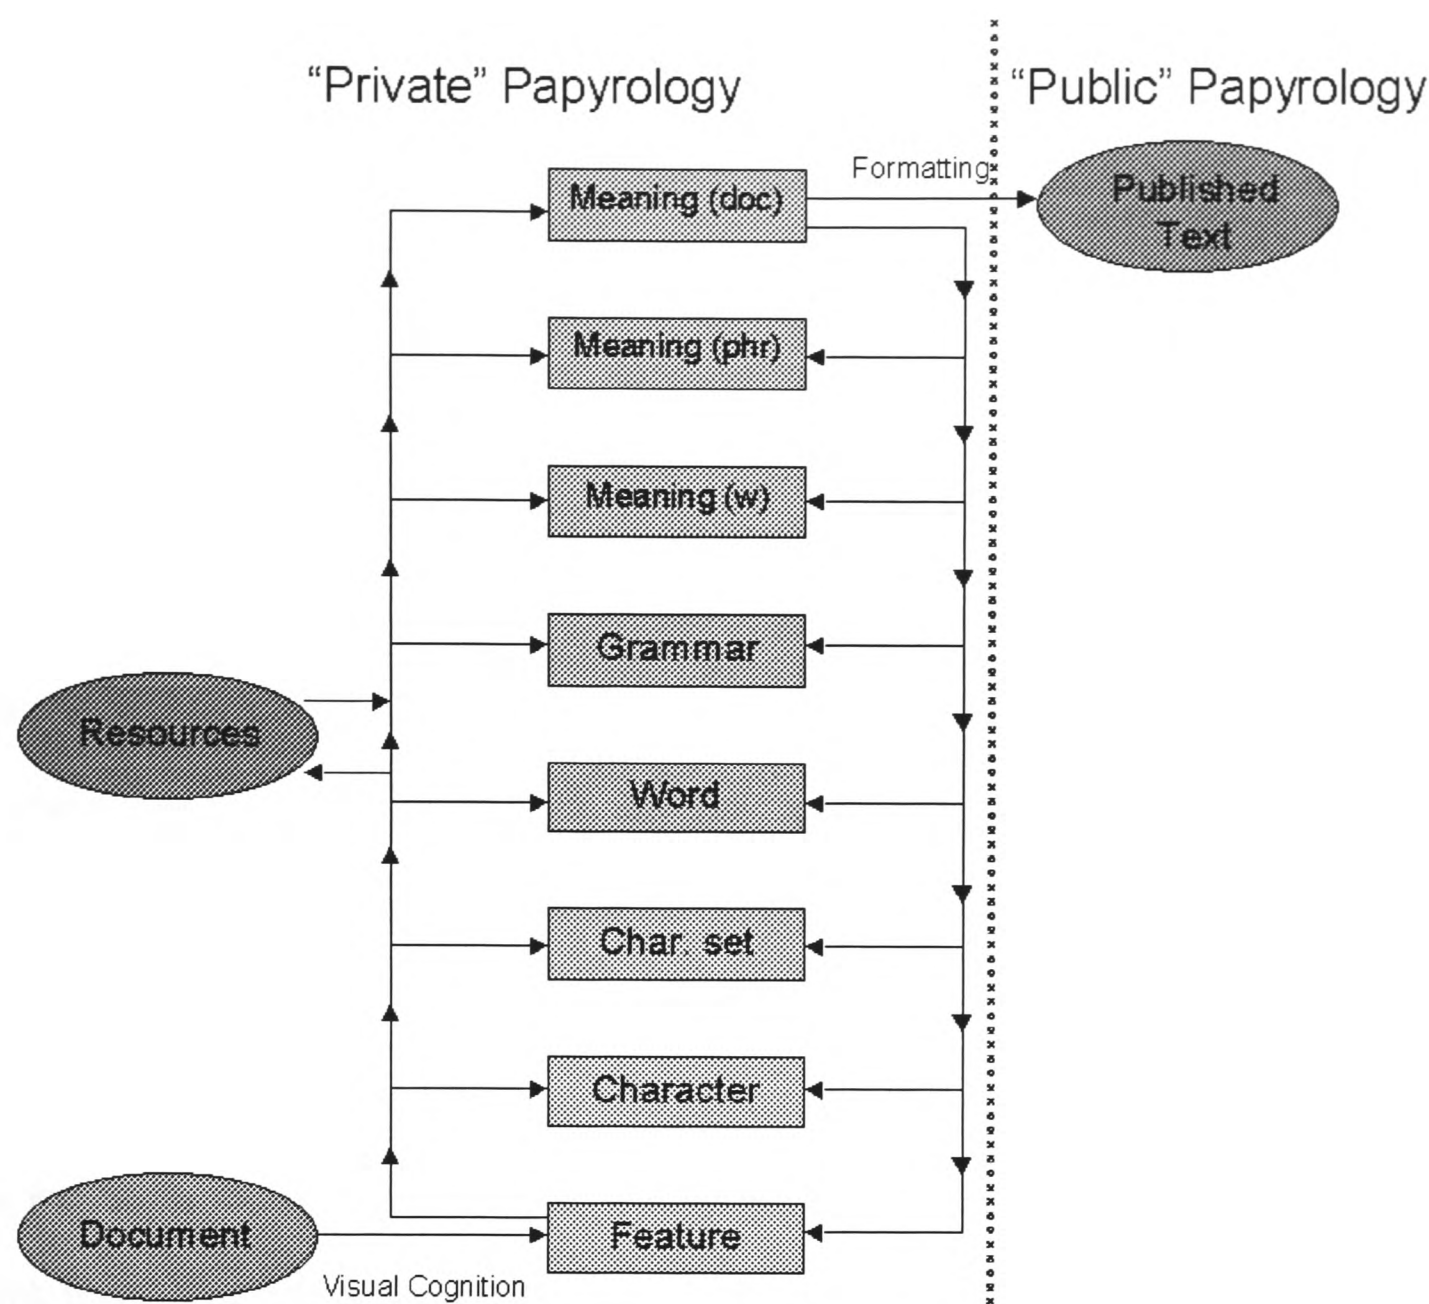 “Private” Papyrology
“Public” Papyrology
Formatting
Meaning (doc)
Published
Text
Meaning (phr)
Meaning (w)
Grammar
Resources
Word
Char. set
Character
Document
Feature
Visual Cognition